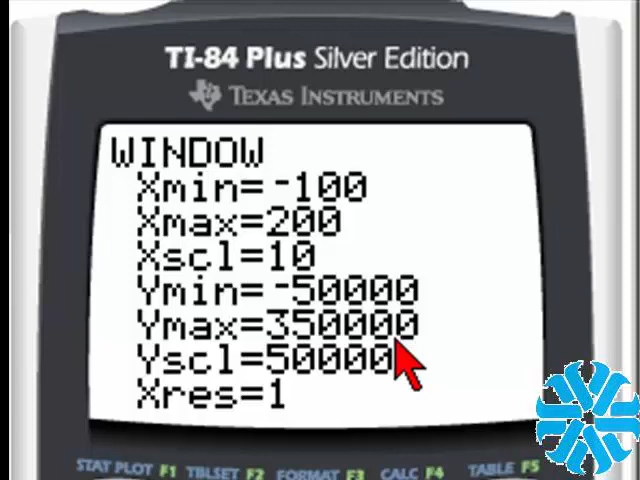 TI-84 Plus Silver Edition
TEXAS INSTRUMENTS
WINDOW
Xmin=-100
Xmax=200
Xscl=10
Ymin=-50000
Ymax=350000
Yscl=50000
Xres=1
STAT PLOT F1 TBLSET F2 FORMAT F3 CALC F4 TABLE F5